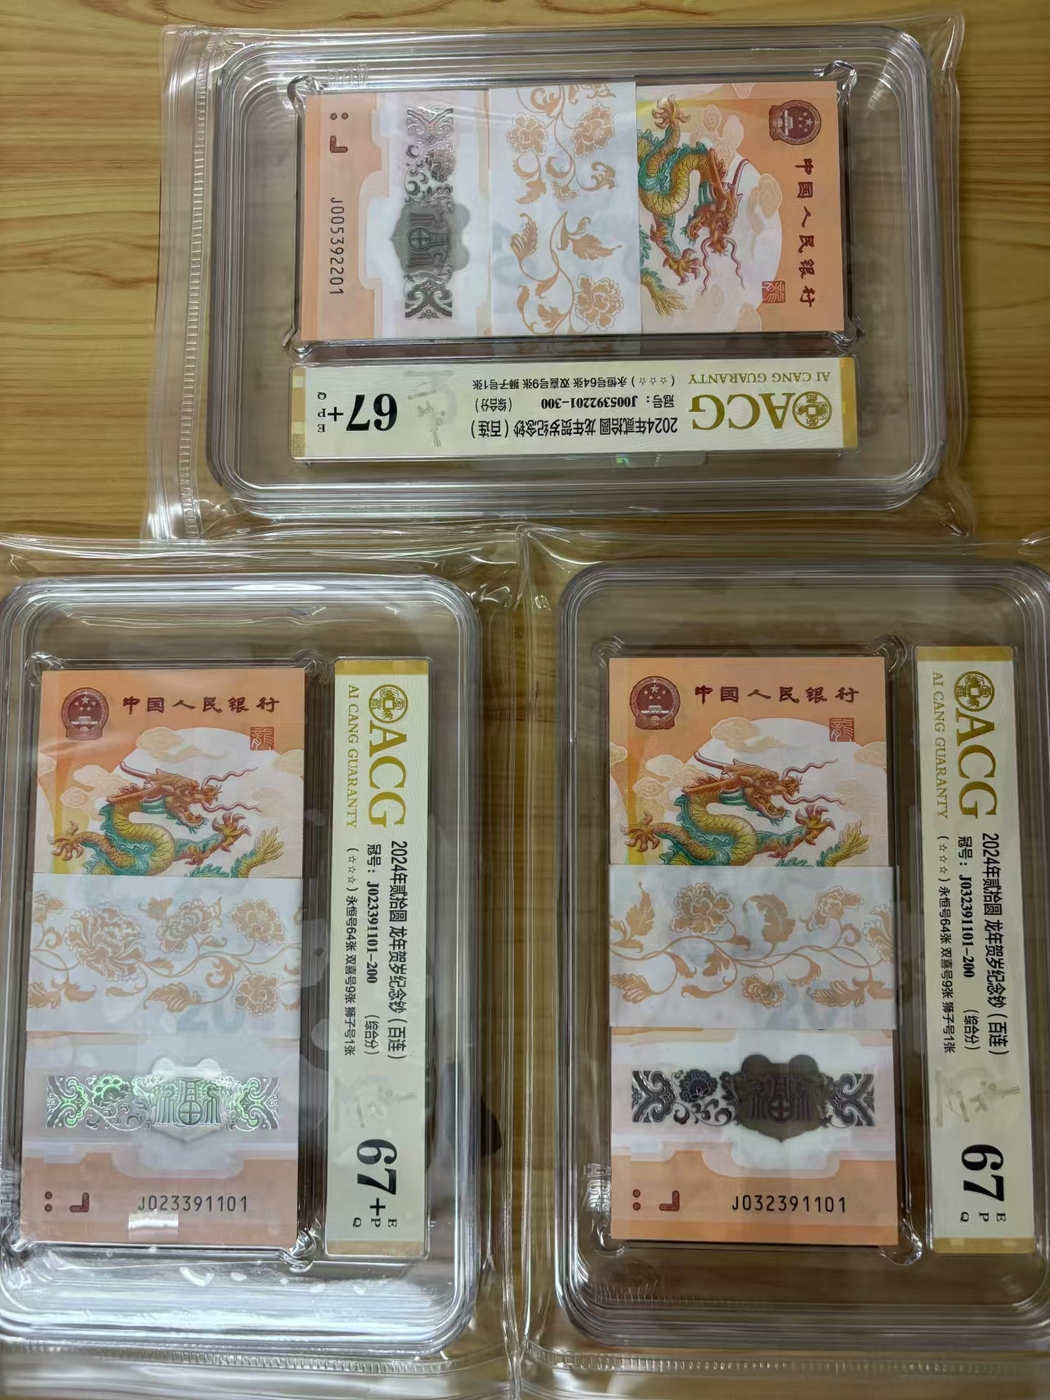 中国人民银行
J005392201
ACG
AI CANG GUARANTY
2024年贰拾圆 龙年贺岁纪念钞（百连）
冠号：J005392201-300 （综合分）
（☆☆☆）永恒号64张 双喜号9张 狮子号1张
67+
EPQ
中国人民银行
J023391101
ACG
AI CANG GUARANTY
2024年贰拾圆 龙年贺岁纪念钞（百连）
冠号：J023391101-200 （综合分）
（☆☆☆）永恒号64张 双喜号9张 狮子号1张
67+
EPQ
中国人民银行
J032391101
ACG
AI CANG GUARANTY
2024年贰拾圆 龙年贺岁纪念钞（百连）
冠号：J032391101-200 （综合分）
（☆☆☆）永恒号64张 双喜号9张 狮子号1张
67
EPQ